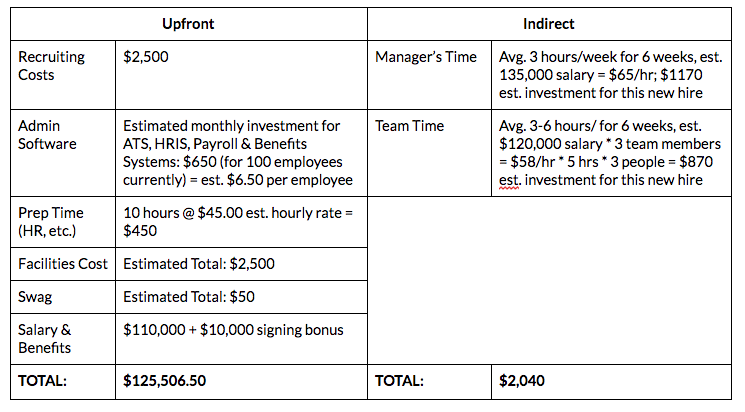 Upfront
Indirect
Recruiting
Costs
$2,500
Manager's Time
Avg. 3 hours/week for 6 weeks, est.
135,000 salary = $65/hr; $1170
est. investment for this new hire
Admin
Software
Estimated monthly investment for
ATS, HRIS, Payroll & Benefits
Systems: $650 (for 100 employees
currently) = est. $6.50 per employee
Team Time
Avg. 3-6 hours/ for 6 weeks, est.
$120,000 salary * 3 team members
= $58/hr * 5 hrs * 3 people = $870
est. investment for this new hire
Prep Time
(HR, etc.)
10 hours @ $45.00 est. hourly rate =
$450
Facilities Cost
Estimated Total: $2,500
Swag
Estimated Total: $50
Salary &
Benefits
$110,000 + $10,000 signing bonus
TOTAL:
$125,506.50
TOTAL:
$2,040